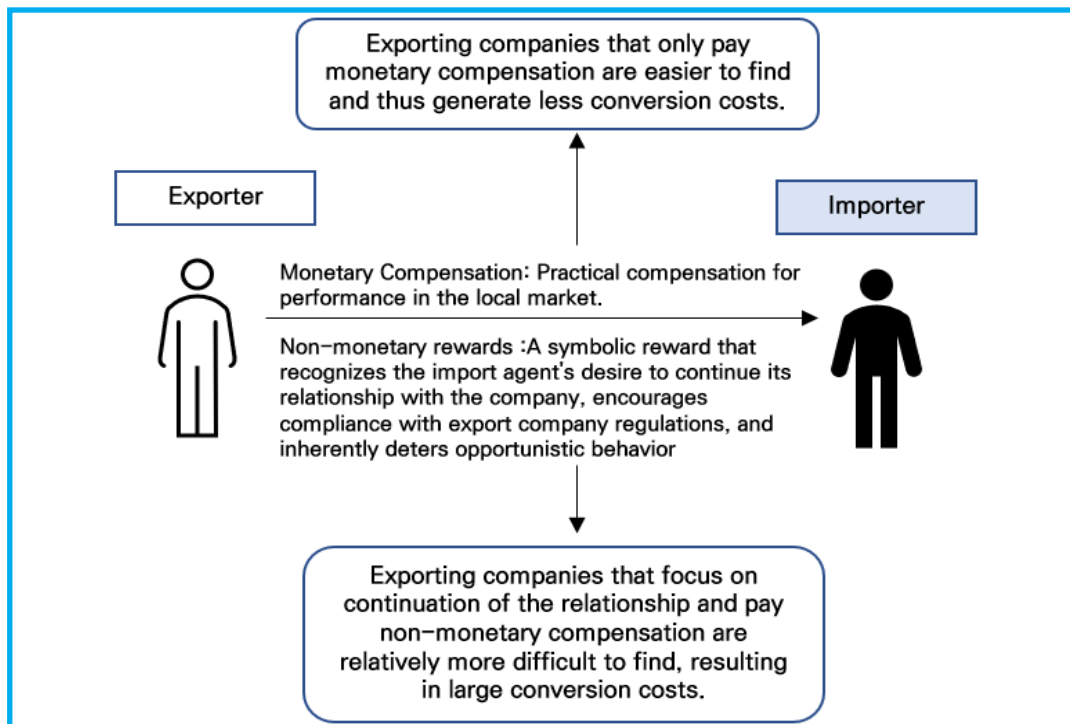 Exporting companies that only pay
monetary compensation are easier to find
and thus generate less conversion costs.
Exporter
Importer
Monetary Compensation: Practical compensation for
performance in the local market.
Non-monetary rewards :A symbolic reward that
recognizes the import agent's desire to continue its
relationship with the company, encourages
compliance with export company regulations, and
inherently deters opportunistic behavior
Exporting companies that focus on
continuation of the relationship and pay
non-monetary compensation are
relatively more difficult to find, resulting
in large conversion costs.